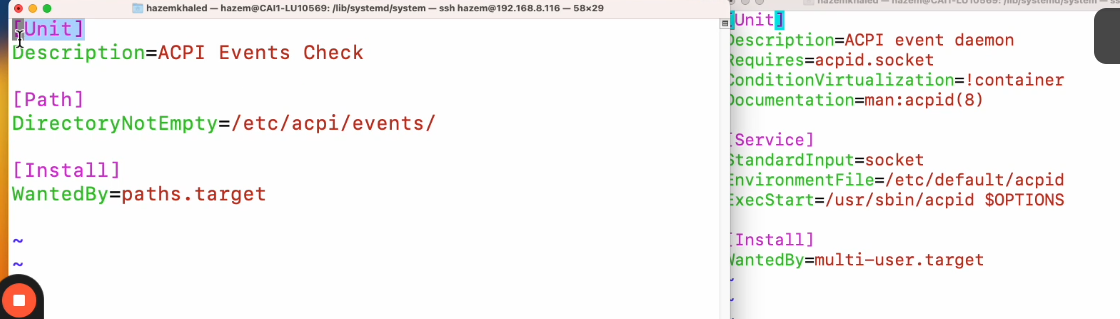 hazemkhaled — hazem@CAI1-LU10569: /lib/systemd/system — ssh hazem@192.168.8.116 — 58×29
[Unit]
Description=ACPI Events Check
[Path]
DirectoryNotEmpty=/etc/acpi/events/
[Install]
WantedBy=paths.target
~
~
hazemkhaled — hazem@CAI1-LU10569: /lib/systemd/system — ss
[Unit]
Description=ACPI event daemon
Requires=acpid.socket
ConditionVirtualization=!container
Documentation=man:acpid(8)
[Service]
StandardInput=socket
EnvironmentFile=/etc/default/acpid
ExecStart=/usr/sbin/acpid $OPTIONS
[Install]
WantedBy=multi-user.target
~
~
~